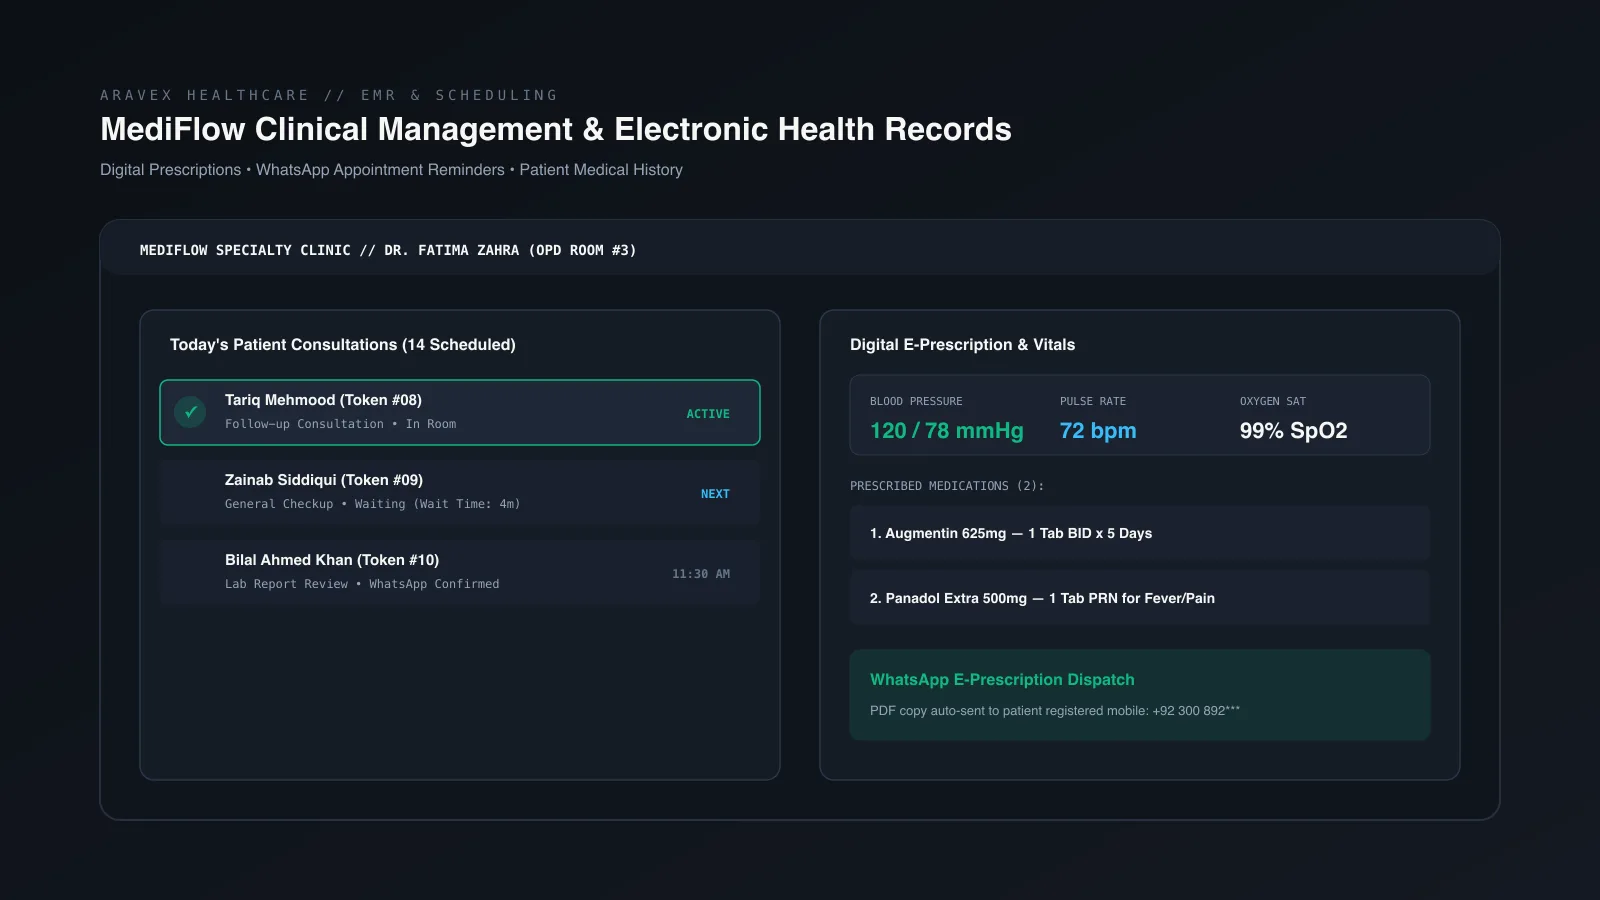 ARAVEX HEALTHCARE // EMR & SCHEDULING
MediFlow Clinical Management & Electronic Health Records
Digital Prescriptions • WhatsApp Appointment Reminders • Patient Medical History
MEDIFLOW SPECIALTY CLINIC // DR. FATIMA ZAHRA (OPD ROOM #3)
Today's Patient Consultations (14 Scheduled)
✓
Tariq Mehmood (Token #08)
Follow-up Consultation • In Room
ACTIVE
Zainab Siddiqui (Token #09)
General Checkup • Waiting (Wait Time: 4m)
NEXT
Bilal Ahmed Khan (Token #10)
Lab Report Review • WhatsApp Confirmed
11:30 AM
Digital E-Prescription & Vitals
BLOOD PRESSURE
120 / 78 mmHg
PULSE RATE
72 bpm
OXYGEN SAT
99% SpO2
PRESCRIBED MEDICATIONS (2):
1. Augmentin 625mg — 1 Tab BID x 5 Days
2. Panadol Extra 500mg — 1 Tab PRN for Fever/Pain
WhatsApp E-Prescription Dispatch
PDF copy auto-sent to patient registered mobile: +92 300 892***